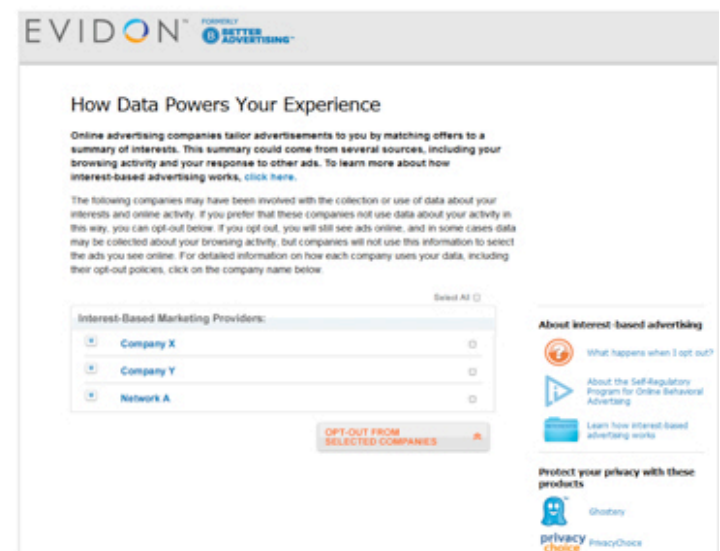 EVIDON™ FORMERLY
B BETTER
ADVERTISING™
How Data Powers Your Experience
Online advertising companies tailor advertisements to you by matching offers to a
summary of interests. This summary could come from several sources, including your
browsing activity and your response to other ads. To learn more about how
interest-based advertising works, click here.
The following companies may have been involved with the collection or use of data about your
interests and online activity. If you prefer that these companies not use data about your activity in
this way, you can opt-out below. If you opt out, you will still see ads online, and in some cases data
may be collected about your browsing activity, but companies will not use this information to select
the ads you see online. For detailed information on how each company uses your data, including
their opt-out policies, click on the company name below.
Select All
Interest-Based Marketing Providers:
Company X
Company Y
Network A
OPT-OUT FROM
SELECTED COMPANIES
About interest-based advertising
What happens when I opt out?
About the Self-Regulatory
Program for Online Behavioral
Advertising
Learn how interest-based
advertising works
Protect your privacy with these
products
Ghostery
privacy
choice PrivacyChoice